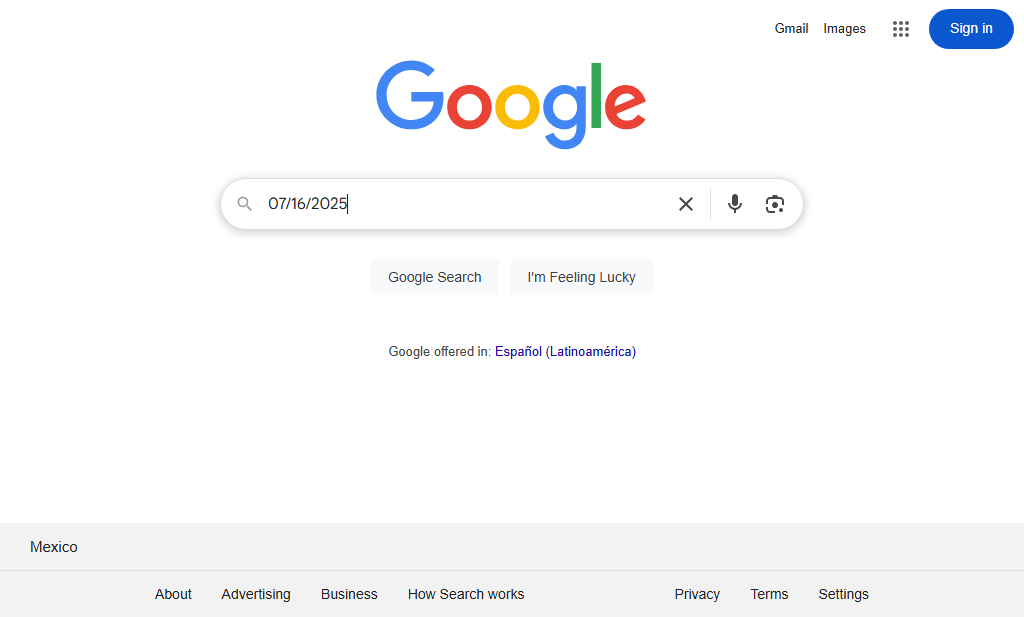 Gmail Images Sign in
Google
07/16/2025
Google Search I'm Feeling Lucky
Google offered in: Español (Latinoamérica)
Mexico
About Advertising Business How Search works Privacy Terms Settings